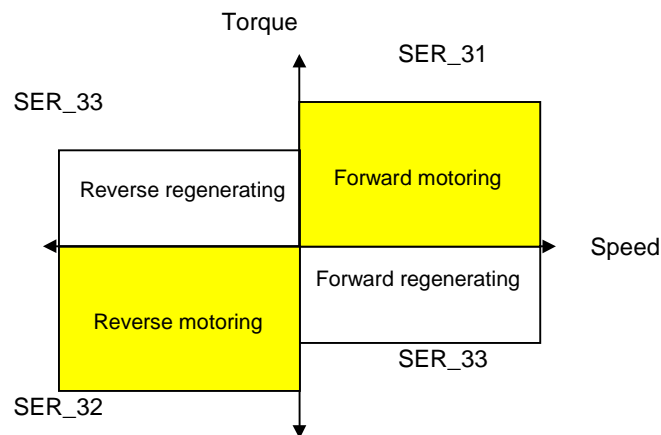 Torque
SER_31
SER_33
Reverse regenerating
Forward motoring
Speed
Forward regenerating
Reverse motoring
SER_33
SER_32